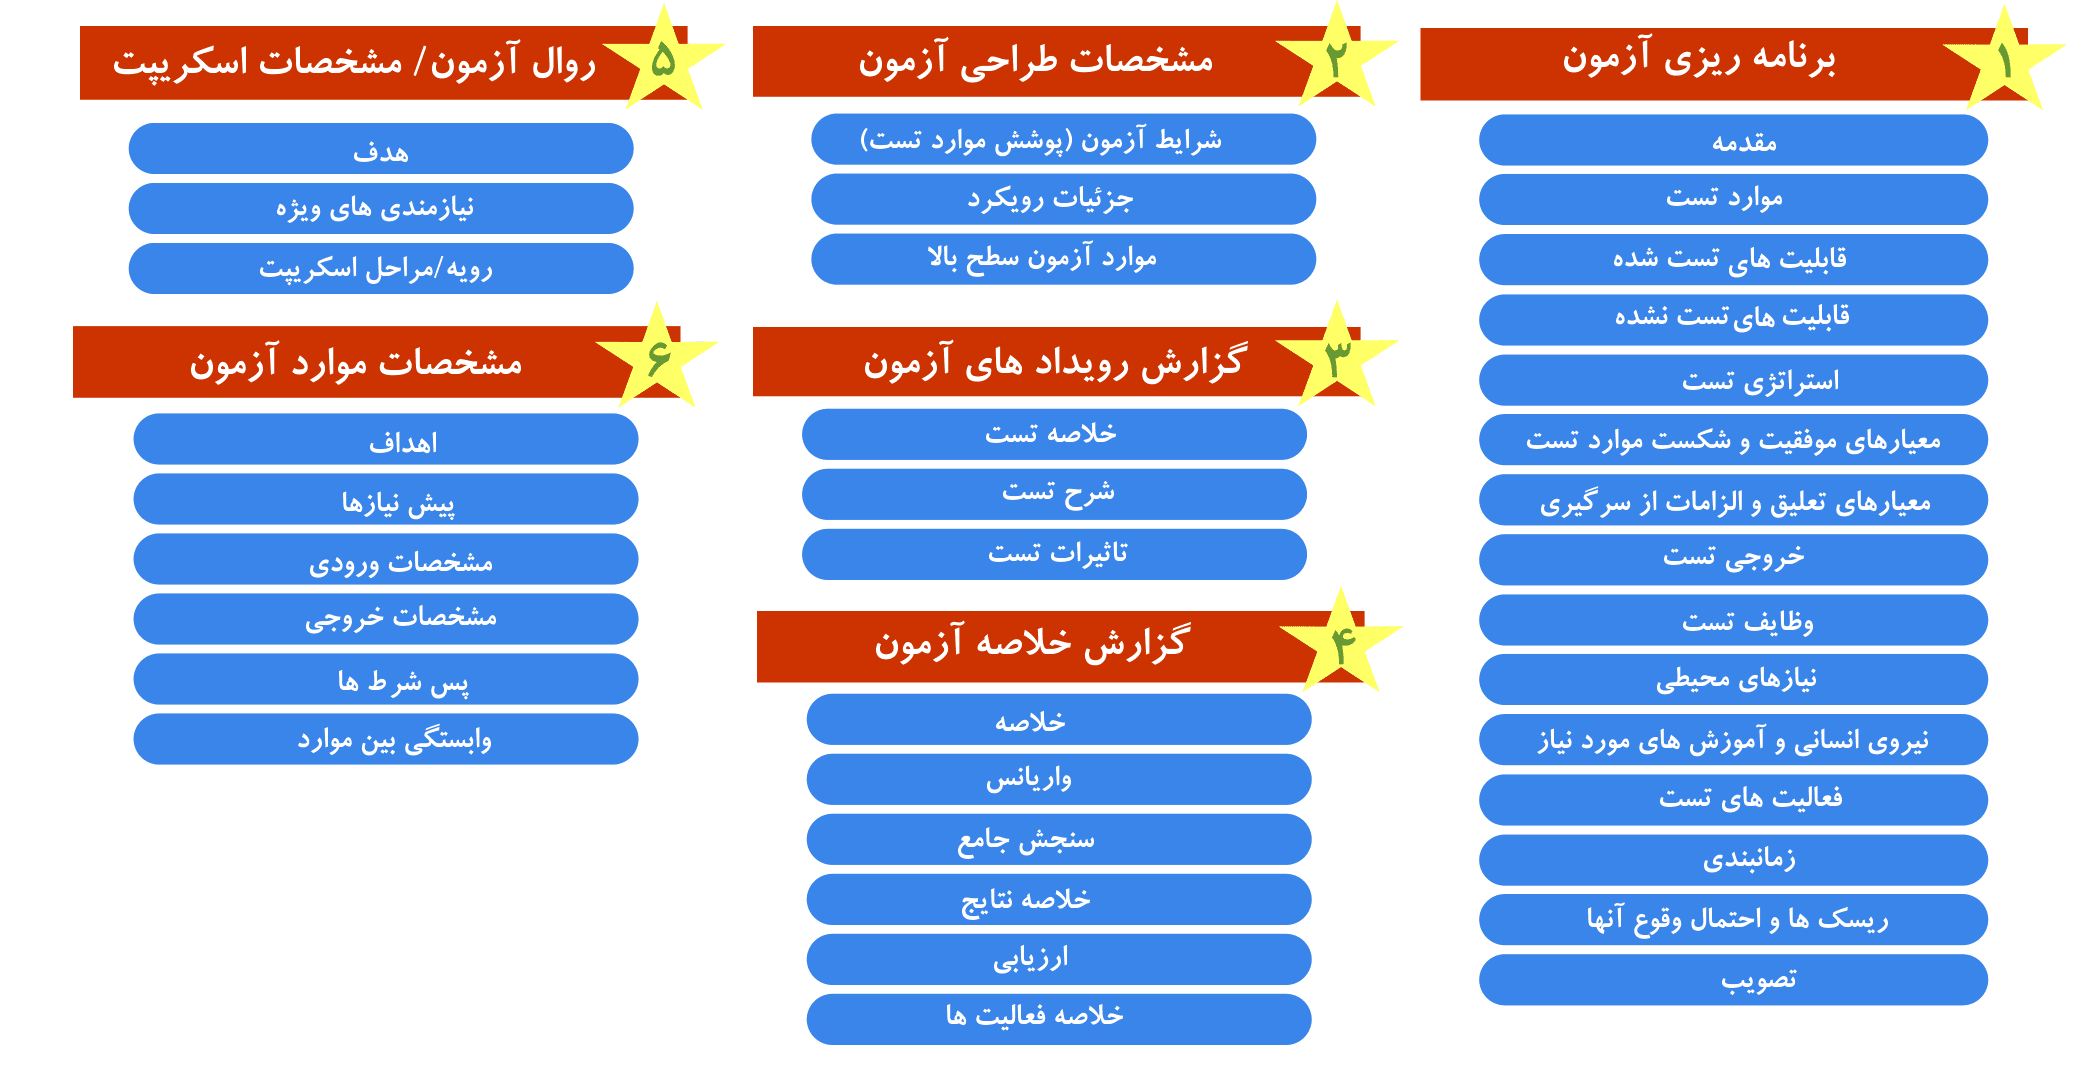 ۱
برنامه ریزی آزمون
مقدمه
موارد تست
قابلیت های تست شده
قابلیت های تست نشده
استراتژی تست
معیارهای موفقیت و شکست موارد تست
معیارهای تعلیق و الزامات از سرگیری
خروجی تست
وظایف تست
نیازهای محیطی
نیروی انسانی و آموزش های مورد نیاز
فعالیت های تست
زمانبندی
ریسک ها و احتمال وقوع آنها
تصویب
۲
مشخصات طراحی آزمون
شرایط آزمون (پوشش موارد تست)
جزئیات رویکرد
موارد آزمون سطح بالا
۳
گزارش رویداد های آزمون
خلاصه تست
شرح تست
تاثیرات تست
۴
گزارش خلاصه آزمون
خلاصه
واریانس
سنجش جامع
خلاصه نتایج
ارزیابی
خلاصه فعالیت ها
۵
روال آزمون/ مشخصات اسکریپت
هدف
نیازمندی های ویژه
رویه/مراحل اسکریپت
۶
مشخصات موارد آزمون
اهداف
پیش نیازها
مشخصات ورودی
مشخصات خروجی
پس شرط ها
وابستگی بین موارد